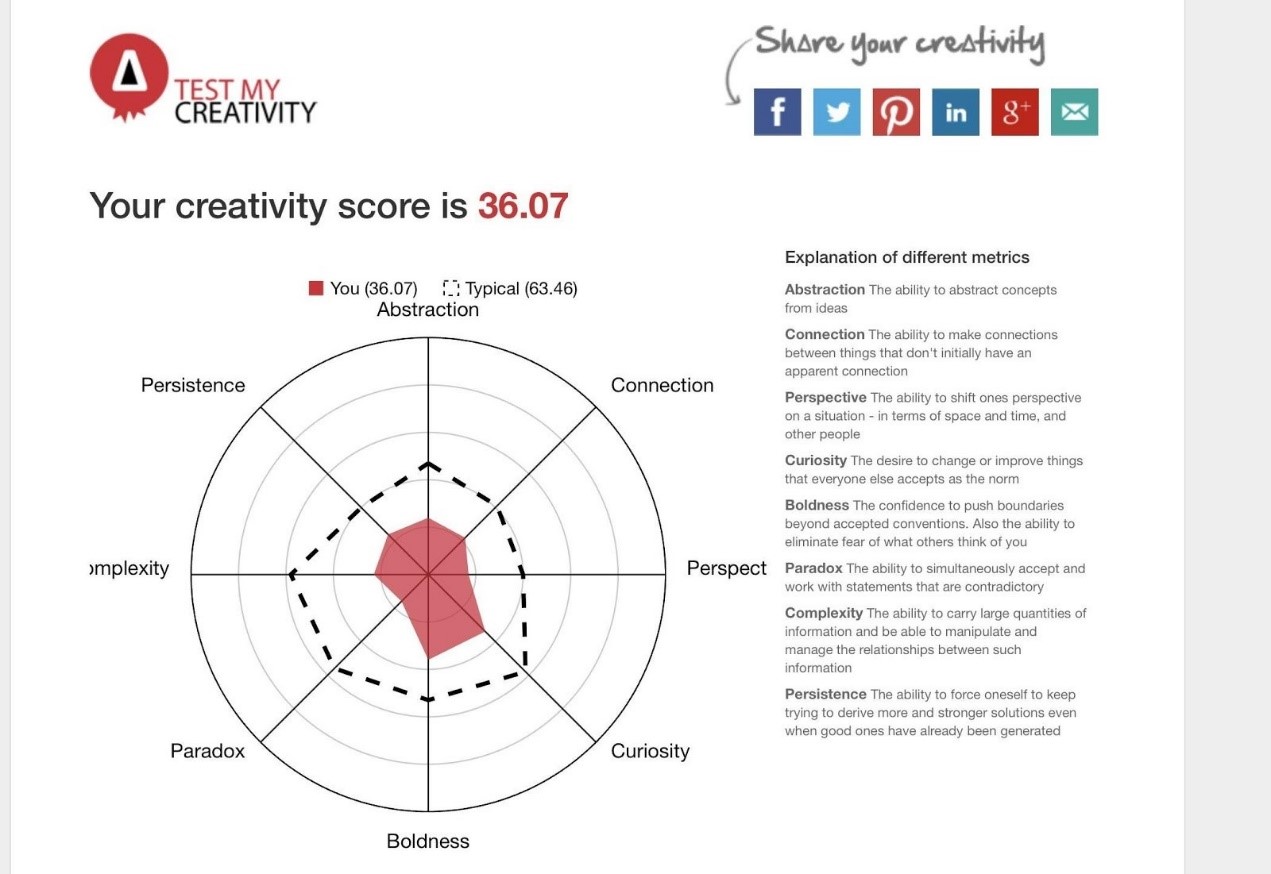 Share your creativity
TEST MY
CREATIVITY
f in g+
Your creativity score is 36.07
You (36.07) Typical (63.46)
Abstraction
Persistence
Connection
omplexity
Perspect
Paradox
Curiosity
Boldness
Explanation of different metrics
Abstraction The ability to abstract concepts
from ideas
Connection The ability to make connections
between things that don't initially have an
apparent connection
Perspective The ability to shift ones perspective
on a situation - in terms of space and time, and
other people
Curiosity The desire to change or improve things
that everyone else accepts as the norm
Boldness The confidence to push boundaries
beyond accepted conventions. Also the ability to
eliminate fear of what others think of you
Paradox The ability to simultaneously accept and
work with statements that are contradictory
Complexity The ability to carry large quantities of
information and be able to manipulate and
manage the relationships between such
information
Persistence The ability to force oneself to keep
trying to derive more and stronger solutions even
when good ones have already been generated